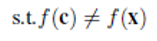 s.t. f(c) ≠ f(x)